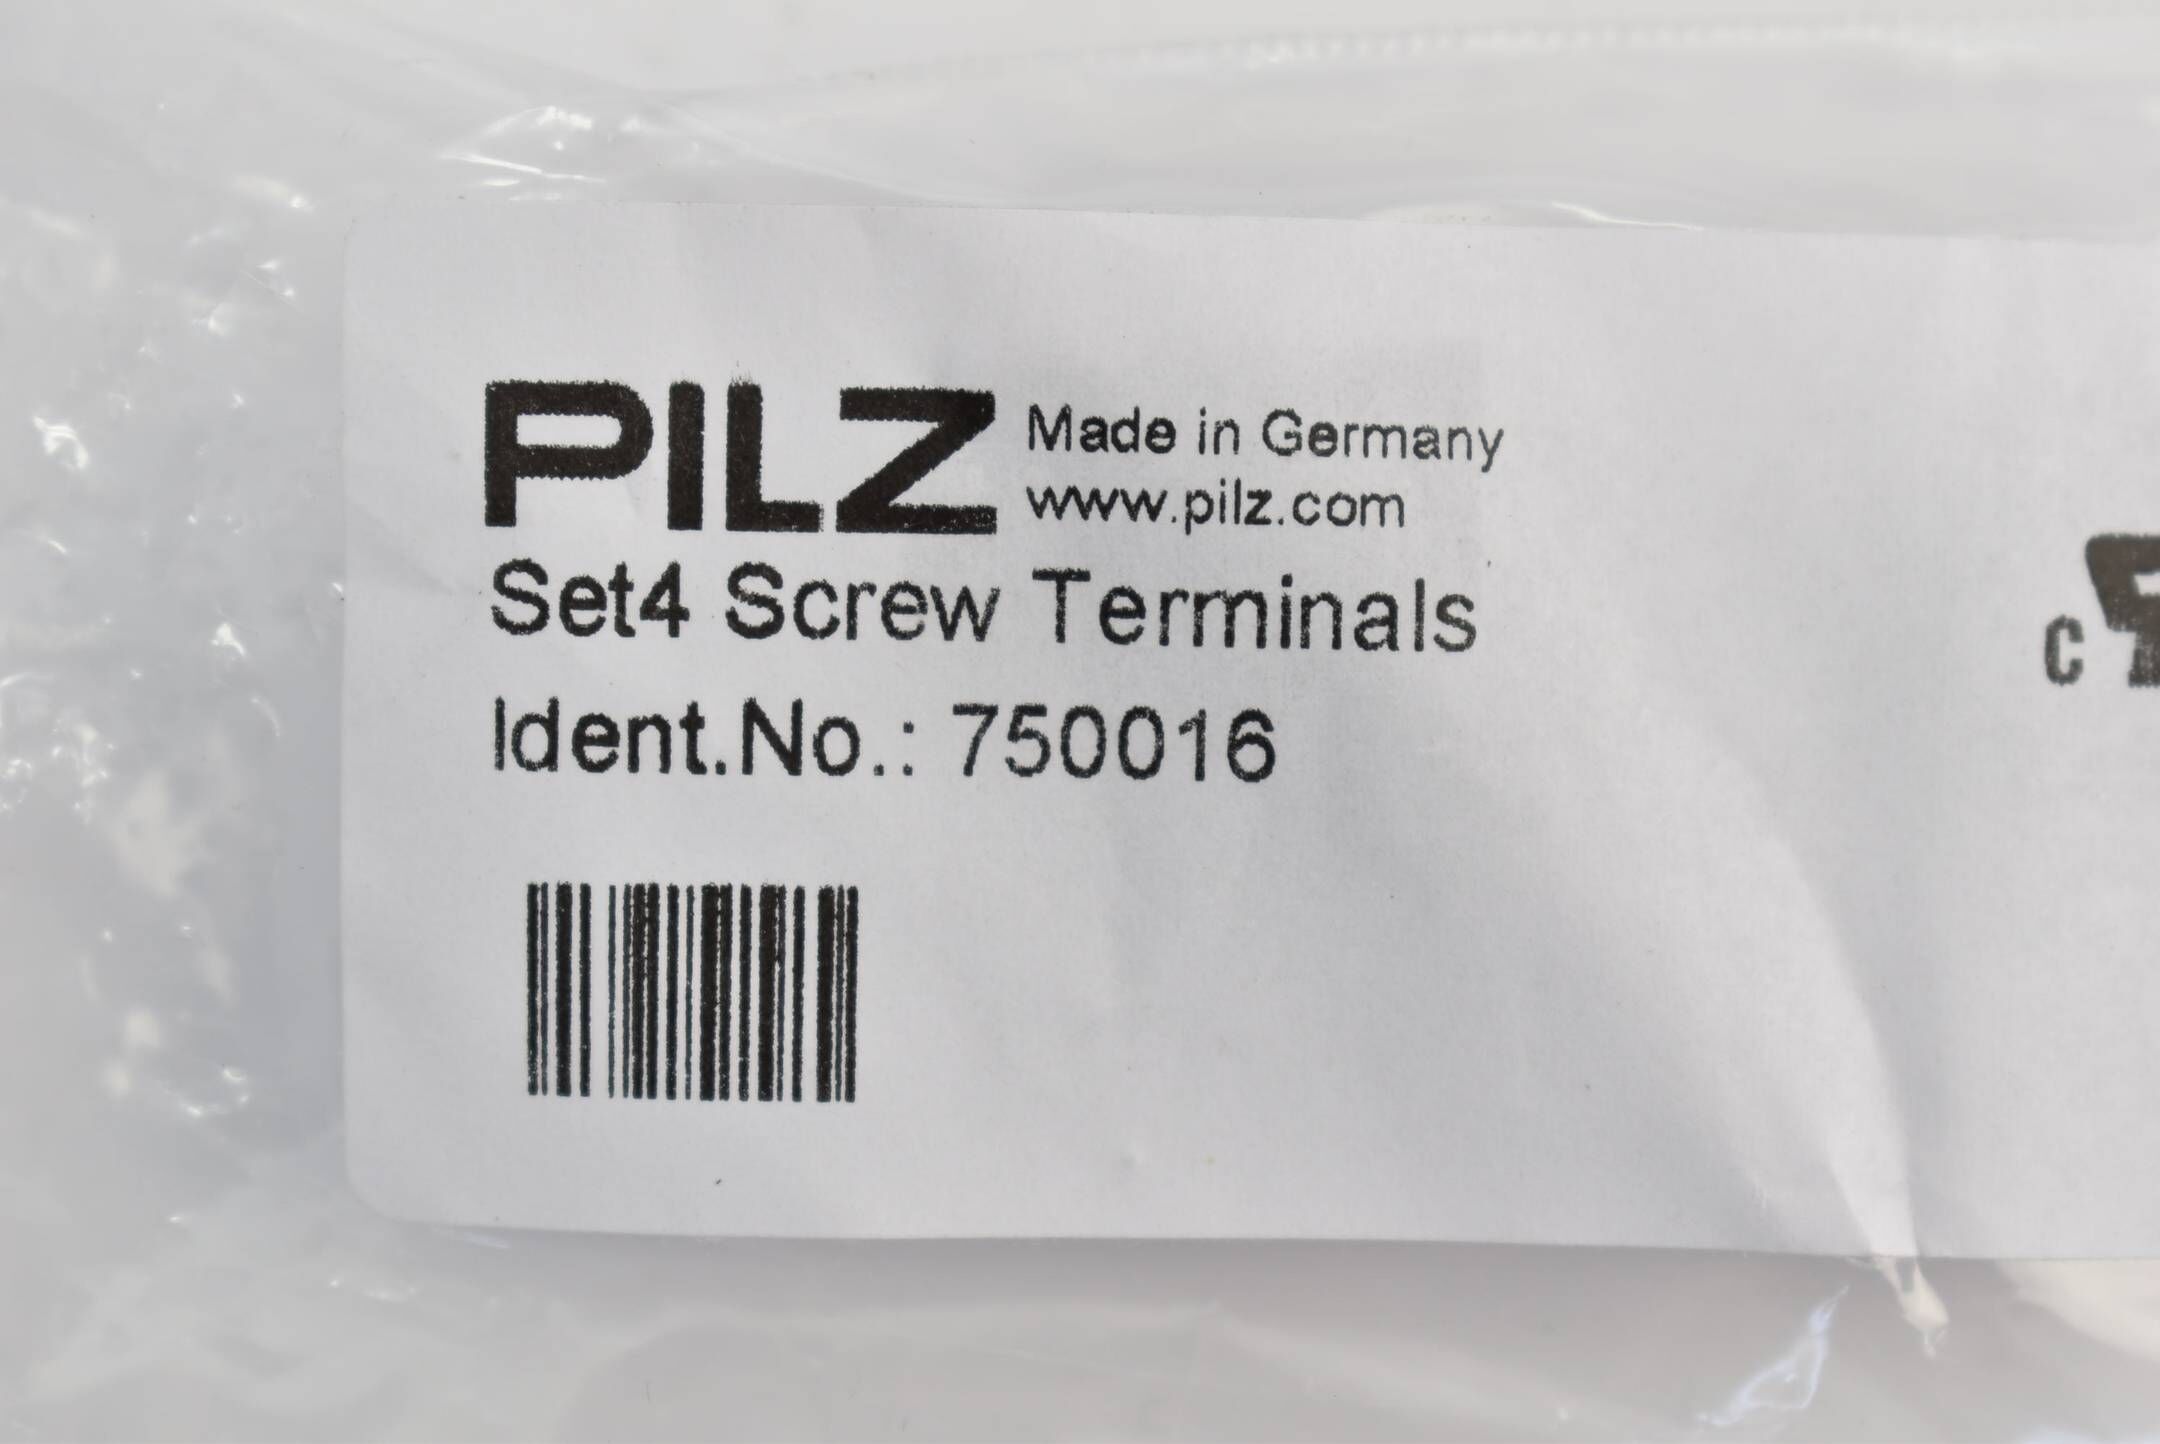 PILZ
Made in Germany
www.pilz.com
Set4 Screw Terminals
Ident.No.: 750016
C